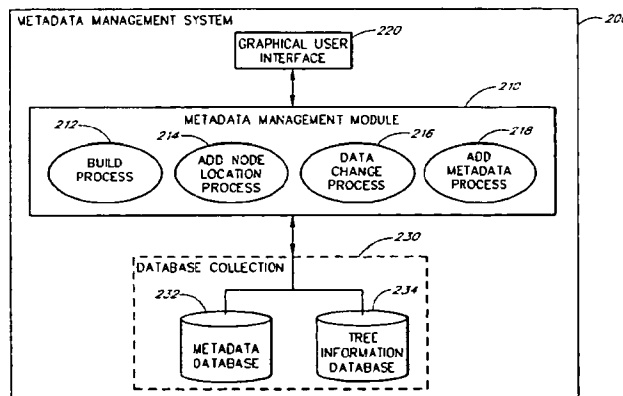 METADATA MANAGEMENT SYSTEM
200
220
GRAPHICAL USER
INTERFACE
210
METADATA MANAGEMENT MODULE
212
214
216
218
BUILD
PROCESS
ADD NODE
LOCATION
PROCESS
DATA
CHANGE
PROCESS
ADD
METADATA
PROCESS
230
DATABASE COLLECTION
232
234
METADATA
DATABASE
TREE
INFORMATION
DATABASE